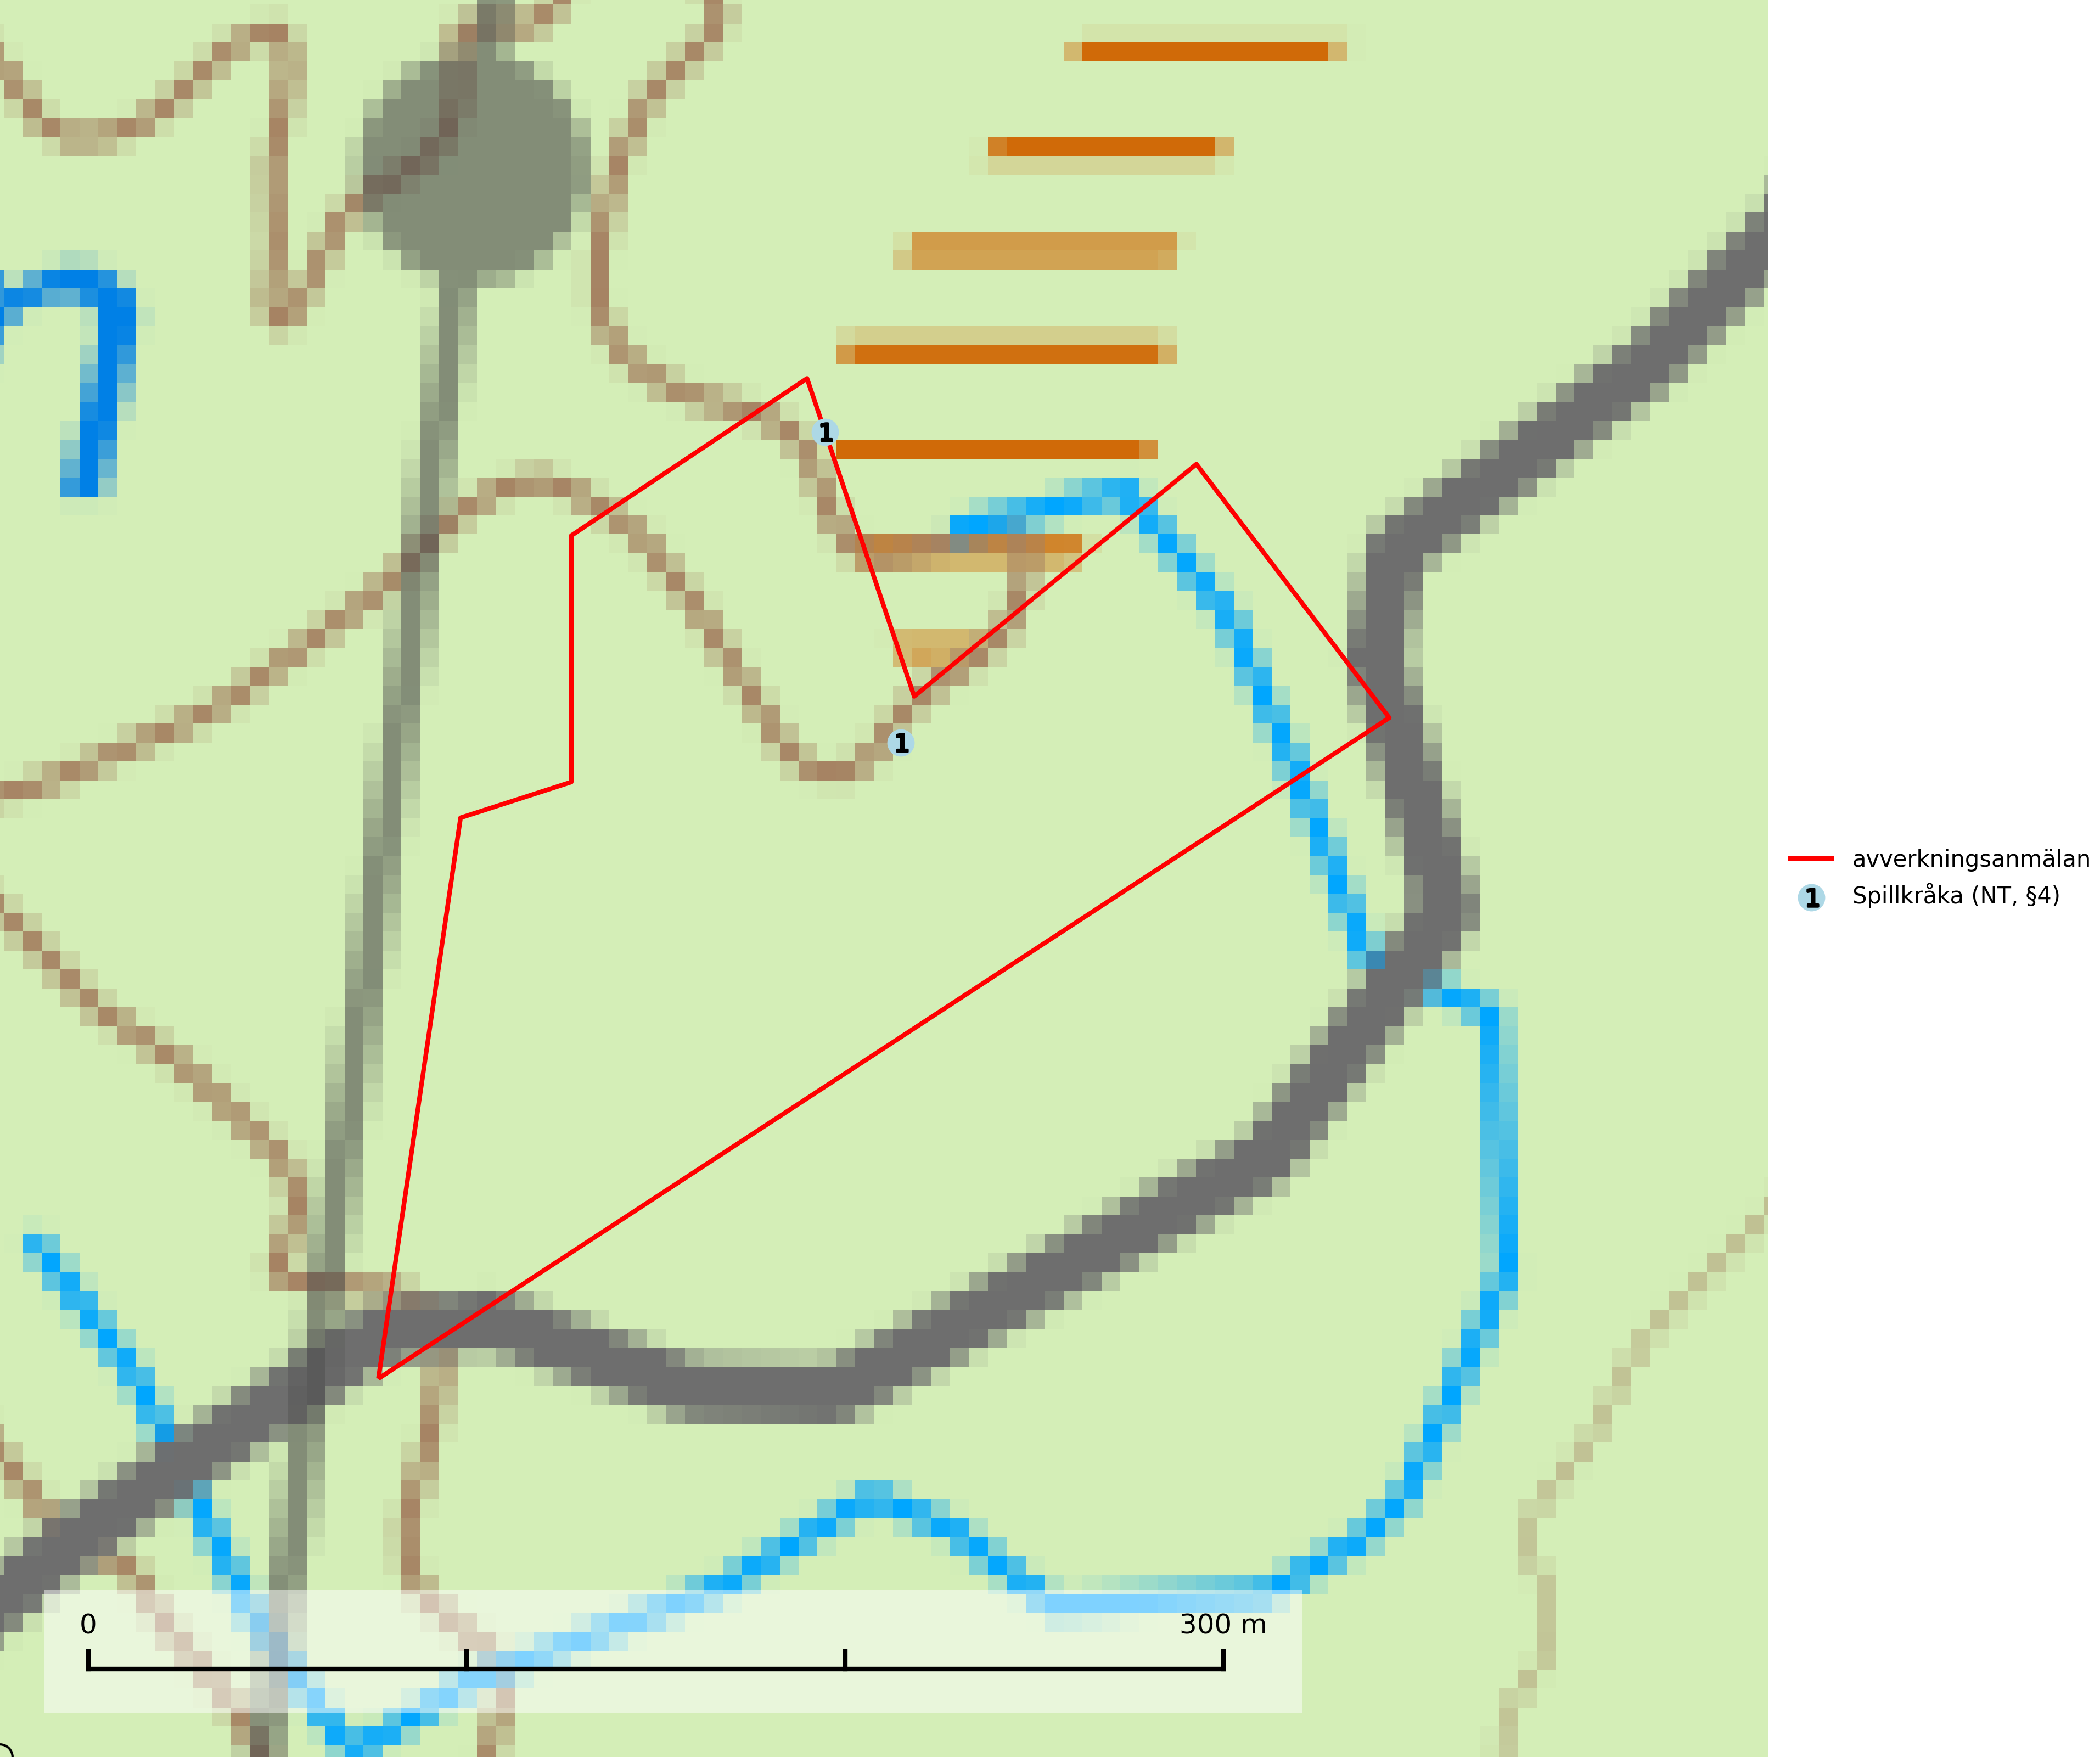 1
1
avverkningsanmälan
1 Spillkråka (NT, §4)
0 300 m